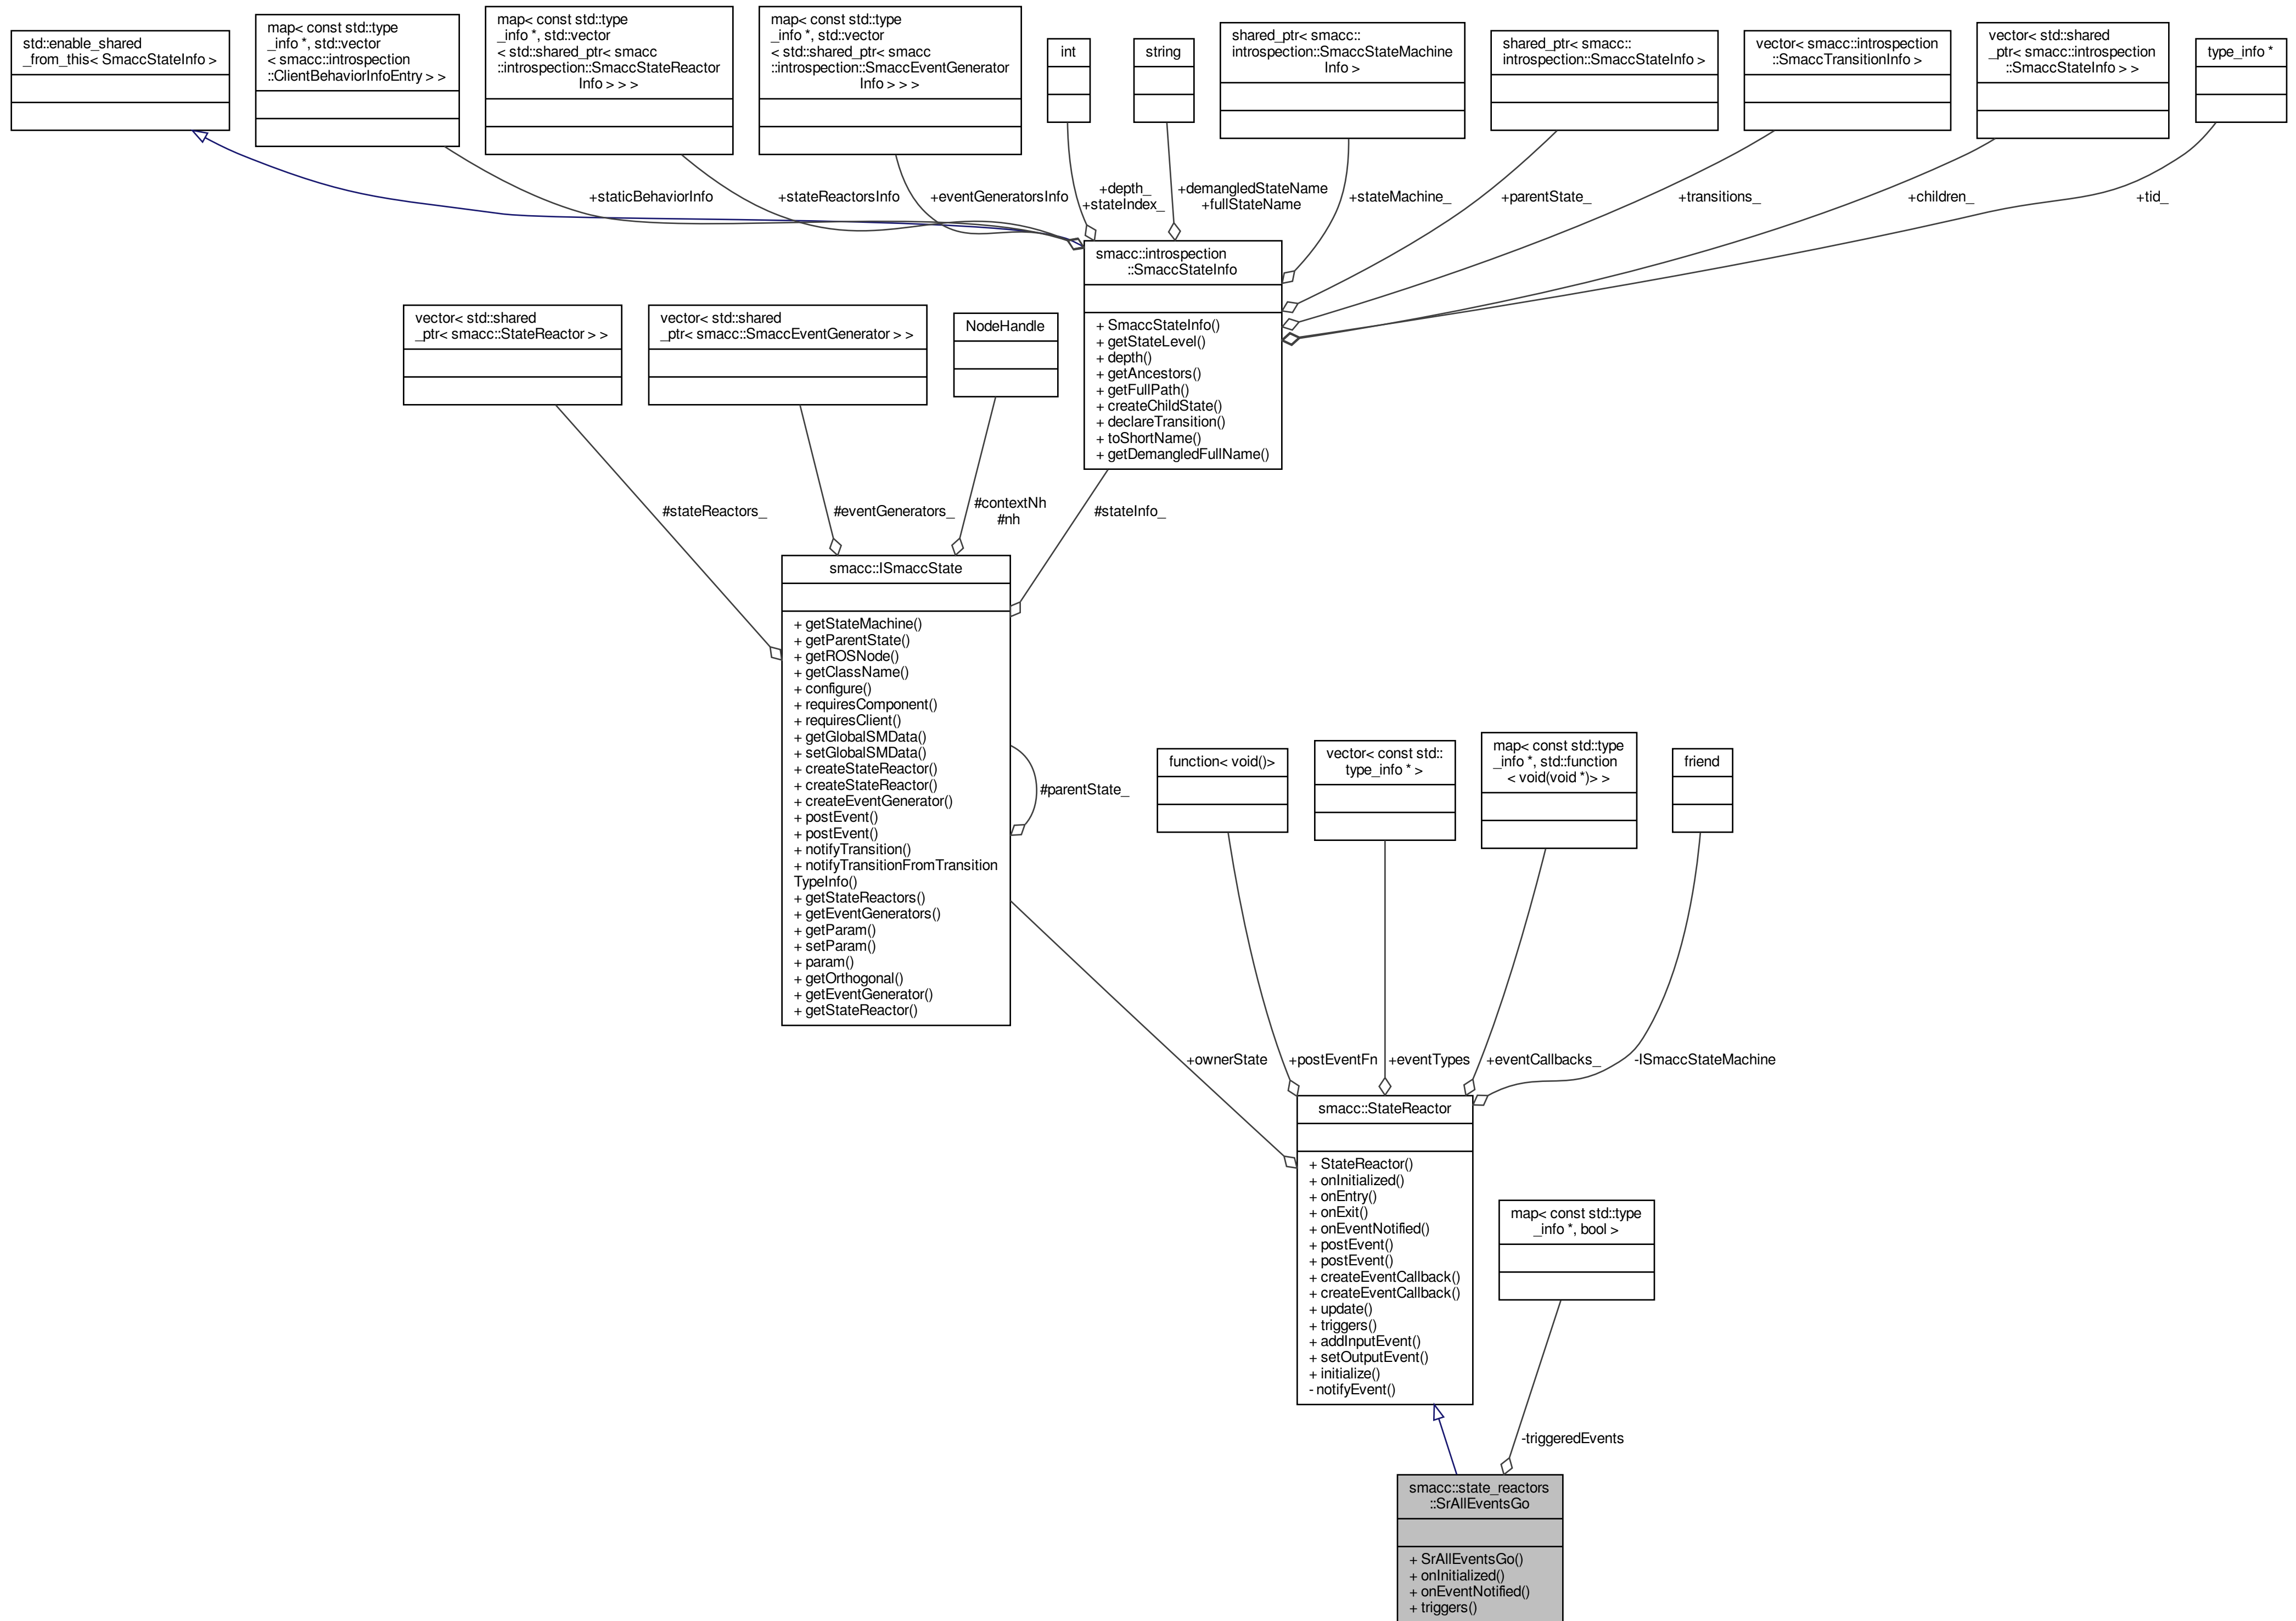 std::enable_shared
_from_this< SmaccStateInfo >
map< const std::type
_info *, std::vector
< smacc::introspection
::ClientBehaviorInfoEntry > >
map< const std::type
_info *, std::vector
< std::shared_ptr< smacc
::introspection::SmaccStateReactor
Info > > >
map< const std::type
_info *, std::vector
< std::shared_ptr< smacc
::introspection::SmaccEventGenerator
Info > > >
int
string
shared_ptr< smacc::
introspection::SmaccStateMachine
Info >
shared_ptr< smacc::
introspection::SmaccStateInfo >
vector< smacc::introspection
::SmaccTransitionInfo >
vector< std::shared
_ptr< smacc::introspection
::SmaccStateInfo > >
type_info *
+staticBehaviorInfo
+stateReactorsInfo
+eventGeneratorsInfo
+depth_
+stateIndex_
+demangledStateName
+fullStateName
+stateMachine_
+parentState_
+transitions_
+children_
+tid_
smacc::introspection
::SmaccStateInfo
+ SmaccStateInfo()
+ getStateLevel()
+ depth()
+ getAncestors()
+ getFullPath()
+ createChildState()
+ declareTransition()
+ toShortName()
+ getDemangledFullName()
vector< std::shared
_ptr< smacc::StateReactor > >
vector< std::shared
_ptr< smacc::SmaccEventGenerator > >
NodeHandle
#stateReactors_
#eventGenerators_
#contextNh
#nh
#stateInfo_
smacc::ISmaccState
+ getStateMachine()
+ getParentState()
+ getROSNode()
+ getClassName()
+ configure()
+ requiresComponent()
+ requiresClient()
+ getGlobalSMData()
+ setGlobalSMData()
+ createStateReactor()
+ createStateReactor()
+ createEventGenerator()
+ postEvent()
+ postEvent()
+ notifyTransition()
+ notifyTransitionFromTransition
TypeInfo()
+ getStateReactors()
+ getEventGenerators()
+ getParam()
+ setParam()
+ param()
+ getOrthogonal()
+ getEventGenerator()
+ getStateReactor()
#parentState_
function< void()>
vector< const std::
type_info * >
map< const std::type
_info *, std::function
< void(void *)> >
friend
+ownerState
+postEventFn
+eventTypes
+eventCallbacks_
-ISmaccStateMachine
smacc::StateReactor
+ StateReactor()
+ onInitialized()
+ onEntry()
+ onExit()
+ onEventNotified()
+ postEvent()
+ postEvent()
+ createEventCallback()
+ createEventCallback()
+ update()
+ triggers()
+ addInputEvent()
+ setOutputEvent()
+ initialize()
- notifyEvent()
map< const std::type
_info *, bool >
-triggeredEvents
smacc::state_reactors
::SrAllEventsGo
+ SrAllEventsGo()
+ onInitialized()
+ onEventNotified()
+ triggers()